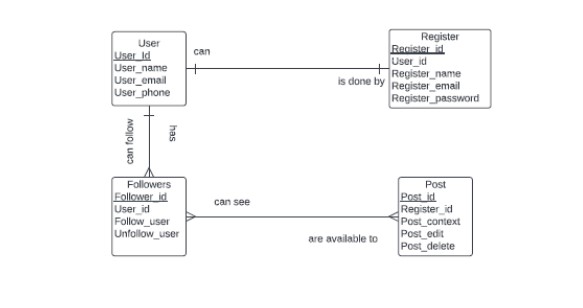 User
User_Id
User_name
User_email
User_phone
can
is done by
Register
Register_id
User_id
Register_name
Register_email
Register_password
can follow
has
Followers
Follower_id
User_id
Follow_user
Unfollow_user
can see
are available to
Post
Post_id
Register_id
Post_context
Post_edit
Post_delete